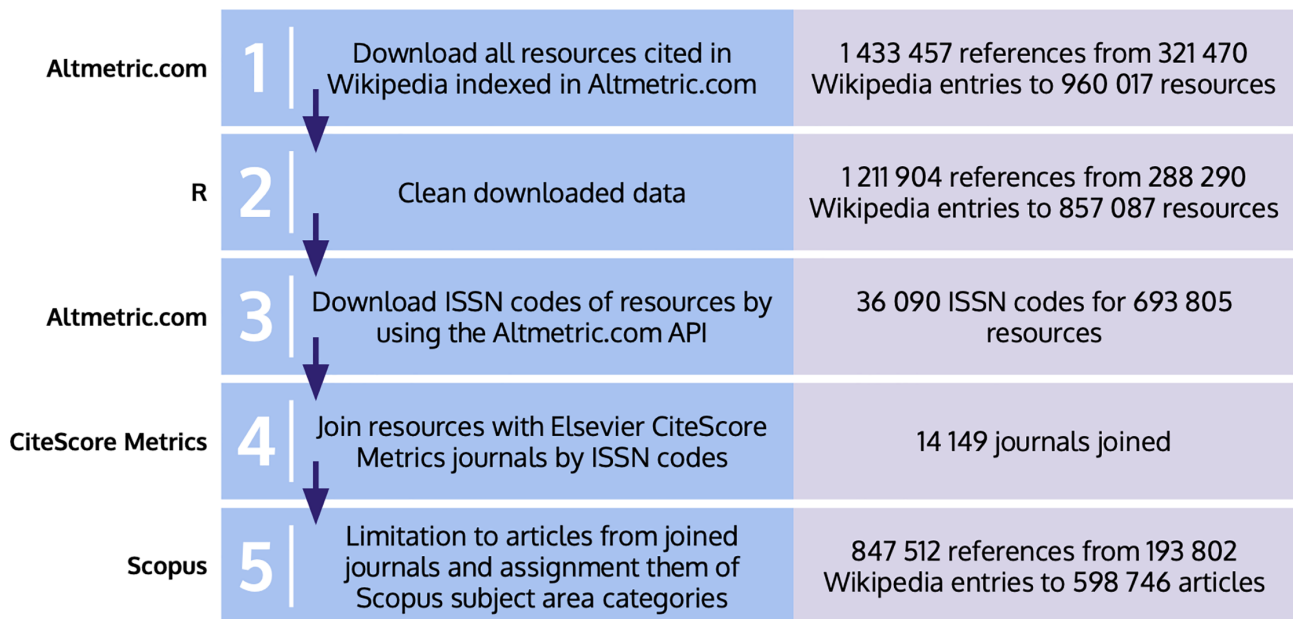 Altmetric.com
1
Download all resources cited in
Wikipedia indexed in Altmetric.com
1 433 457 references from 321 470
Wikipedia entries to 960 017 resources
R
2
Clean downloaded data
1 211 904 references from 288 290
Wikipedia entries to 857 087 resources
Altmetric.com
3
Download ISSN codes of resources by
using the Altmetric.com API
36 090 ISSN codes for 693 805
resources
CiteScore Metrics
4
Join resources with Elsevier CiteScore
Metrics journals by ISSN codes
14 149 journals joined
Scopus
5
Limitation to articles from joined
journals and assignment them of
Scopus subject area categories
847 512 references from 193 802
Wikipedia entries to 598 746 articles